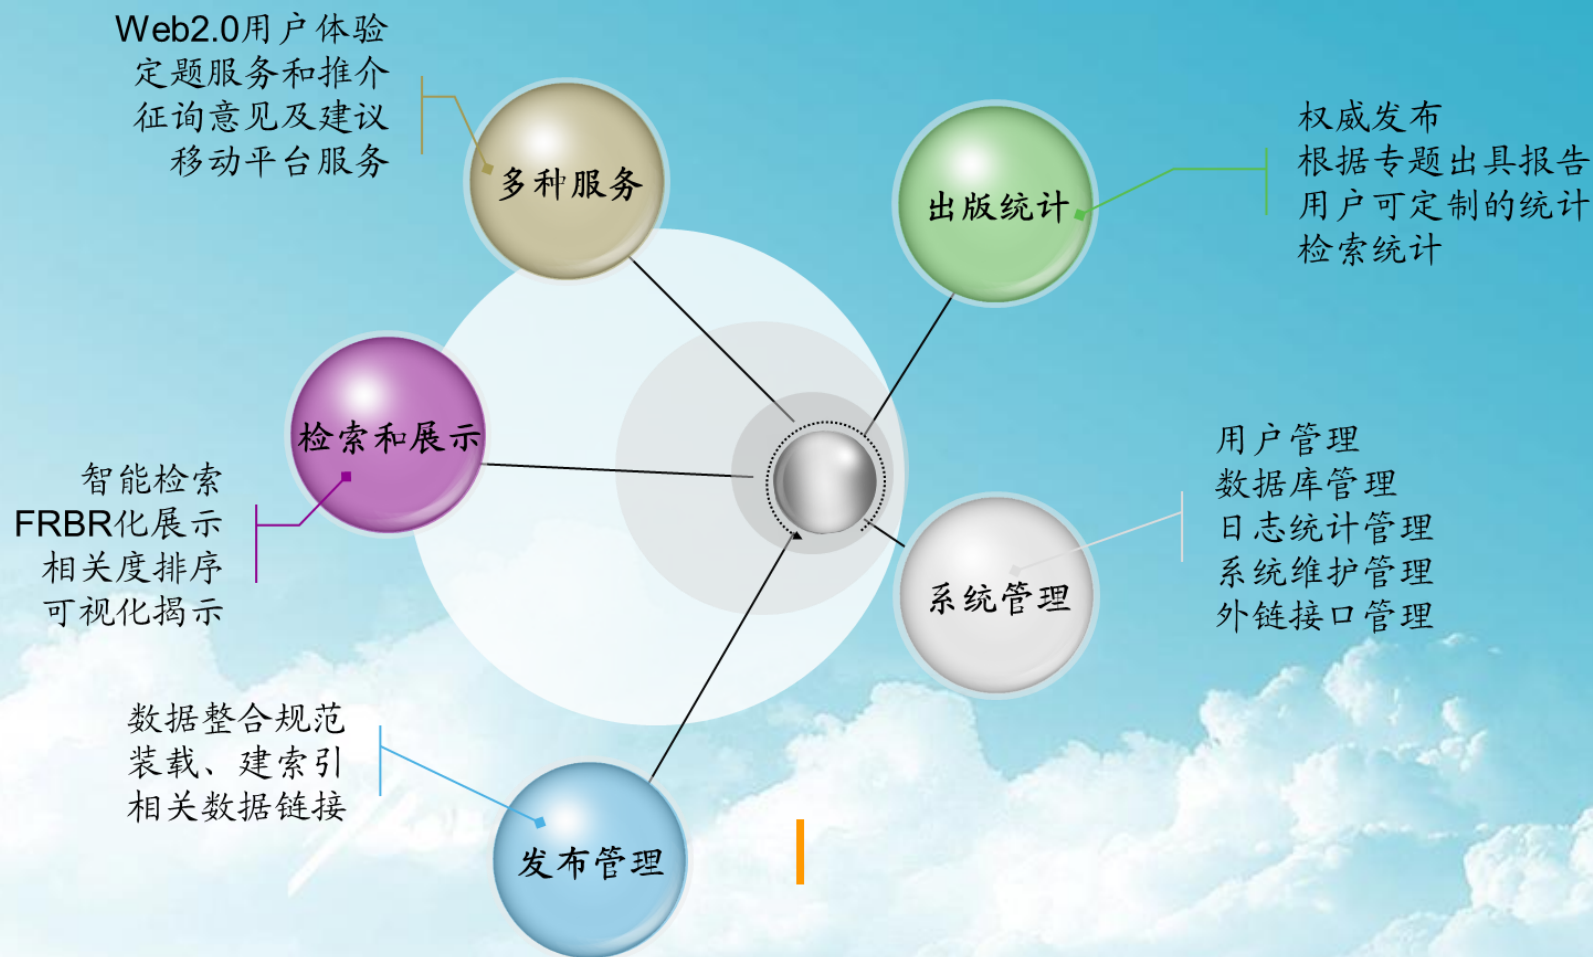 Web2.0用户体验
定题服务和推介
征询意见及建议
移动平台服务
多种服务
权威发布
根据专题出具报告
用户可定制的统计
检索统计
出版统计
检索和展示
智能检索
FRBR化展示
相关度排序
可视化揭示
用户管理
数据库管理
日志统计管理
系统维护管理
外链接口管理
系统管理
数据整合规范
装载、建索引
相关数据链接
发布管理